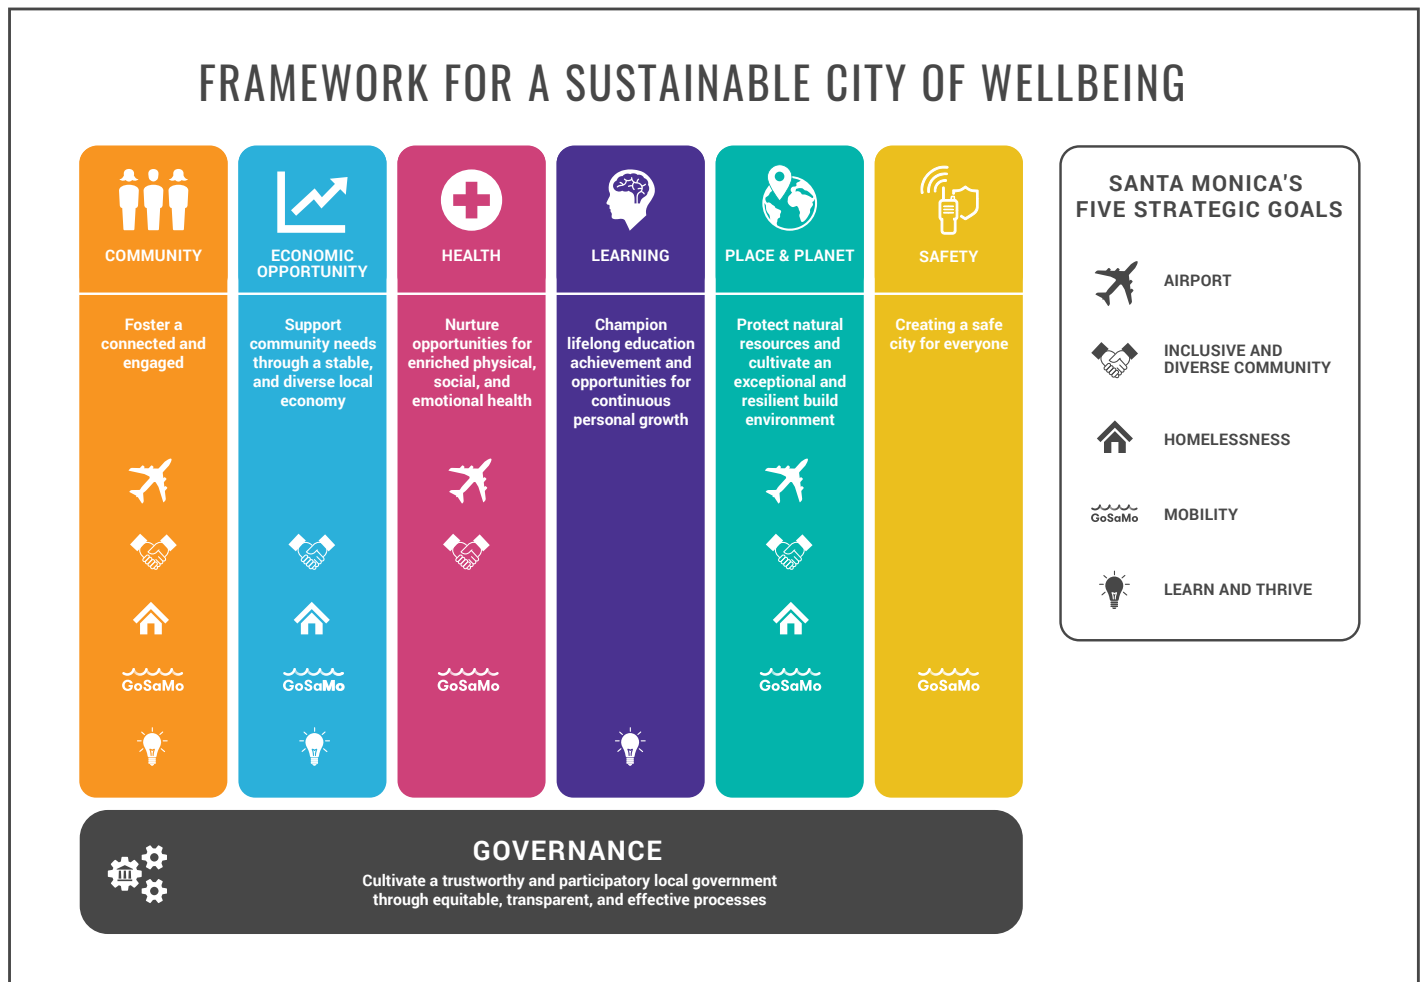 FRAMEWORK FOR A SUSTAINABLE CITY OF WELLBEING
COMMUNITY
Foster a
connected and
engaged
GoSaMo
ECONOMIC
OPPORTUNITY
Support
community needs
through a stable,
and diverse local
economy
GoSaMo
HEALTH
Nurture
opportunities for
enriched physical,
social, and
emotional health
GoSaMo
LEARNING
Champion
lifelong education
achievement and
opportunities for
continuous
personal growth
PLACE & PLANET
Protect natural
resources and
cultivate an
exceptional and
resilient build
environment
GoSaMo
SAFETY
Creating a safe
city for everyone
GoSaMo
SANTA MONICA'S
FIVE STRATEGIC GOALS
AIRPORT
INCLUSIVE AND
DIVERSE COMMUNITY
HOMELESSNESS
GoSaMo MOBILITY
LEARN AND THRIVE
GOVERNANCE
Cultivate a trustworthy and participatory local government
through equitable, transparent, and effective processes